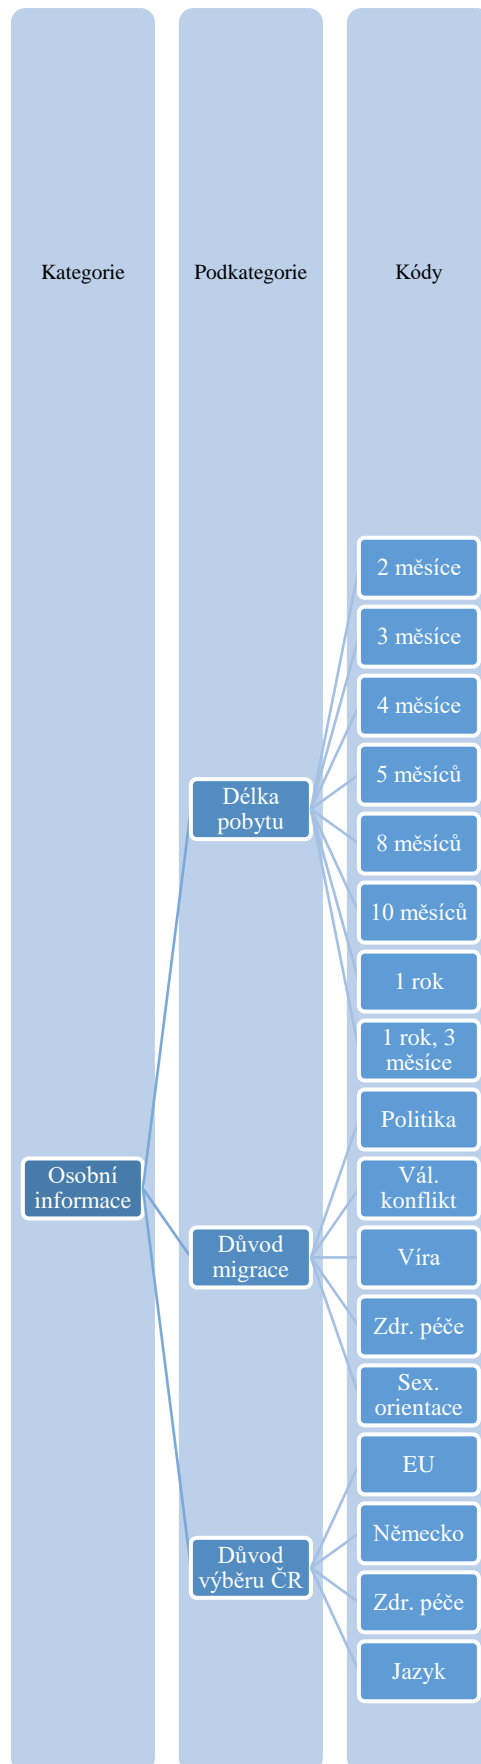 Kategorie
Podkategorie
Kódy
Osobní
informace
Délka
pobytu
2 měsíce
3 měsíce
4 měsíce
5 měsíců
8 měsíců
10 měsíců
1 rok
1 rok, 3
měsíce
Důvod
migrace
Politika
Vál.
konflikt
Víra
Zdr. péče
Sex.
orientace
Důvod
výběru ČR
EU
Německo
Zdr. péče
Jazyk